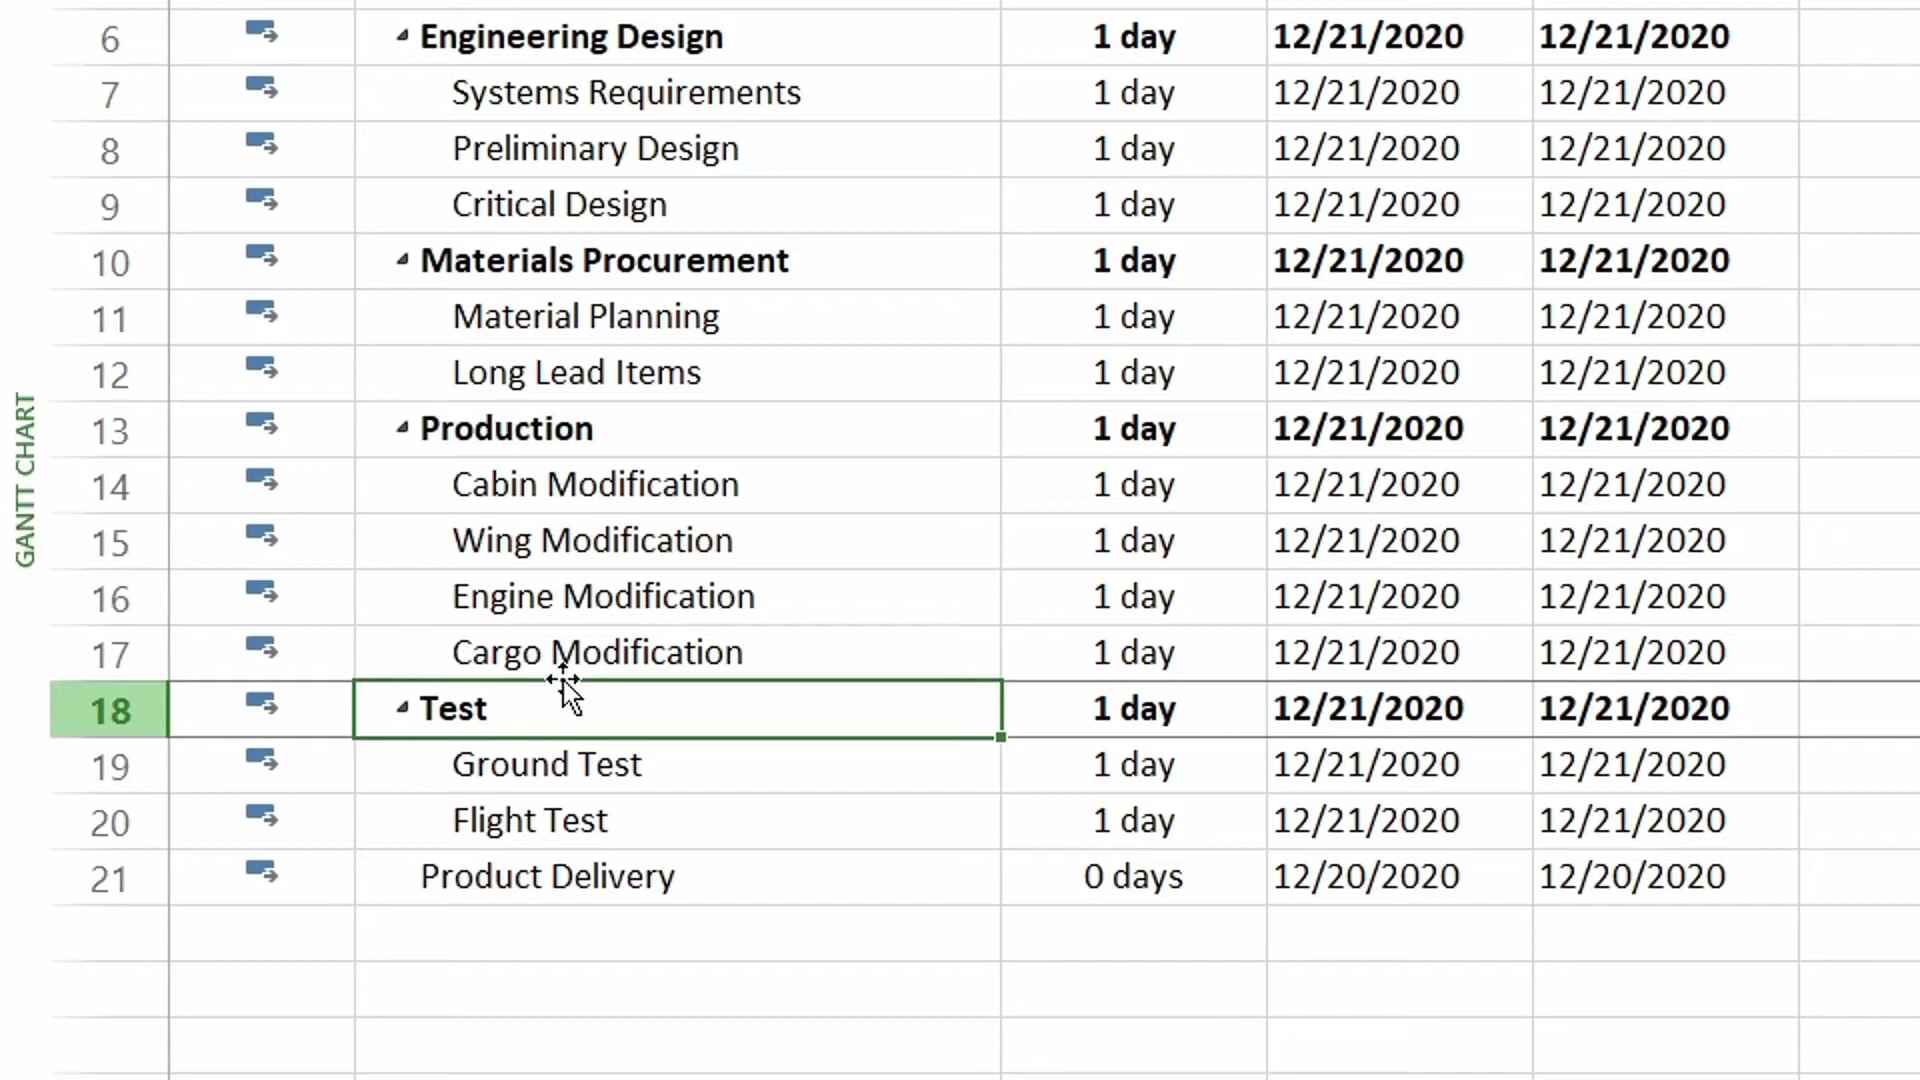 GANTT CHART
6 Engineering Design 1 day 12/21/2020 12/21/2020
7 Systems Requirements 1 day 12/21/2020 12/21/2020
8 Preliminary Design 1 day 12/21/2020 12/21/2020
9 Critical Design 1 day 12/21/2020 12/21/2020
10 Materials Procurement 1 day 12/21/2020 12/21/2020
11 Material Planning 1 day 12/21/2020 12/21/2020
12 Long Lead Items 1 day 12/21/2020 12/21/2020
13 Production 1 day 12/21/2020 12/21/2020
14 Cabin Modification 1 day 12/21/2020 12/21/2020
15 Wing Modification 1 day 12/21/2020 12/21/2020
16 Engine Modification 1 day 12/21/2020 12/21/2020
17 Cargo Modification 1 day 12/21/2020 12/21/2020
18 Test 1 day 12/21/2020 12/21/2020
19 Ground Test 1 day 12/21/2020 12/21/2020
20 Flight Test 1 day 12/21/2020 12/21/2020
21 Product Delivery 0 days 12/20/2020 12/20/2020